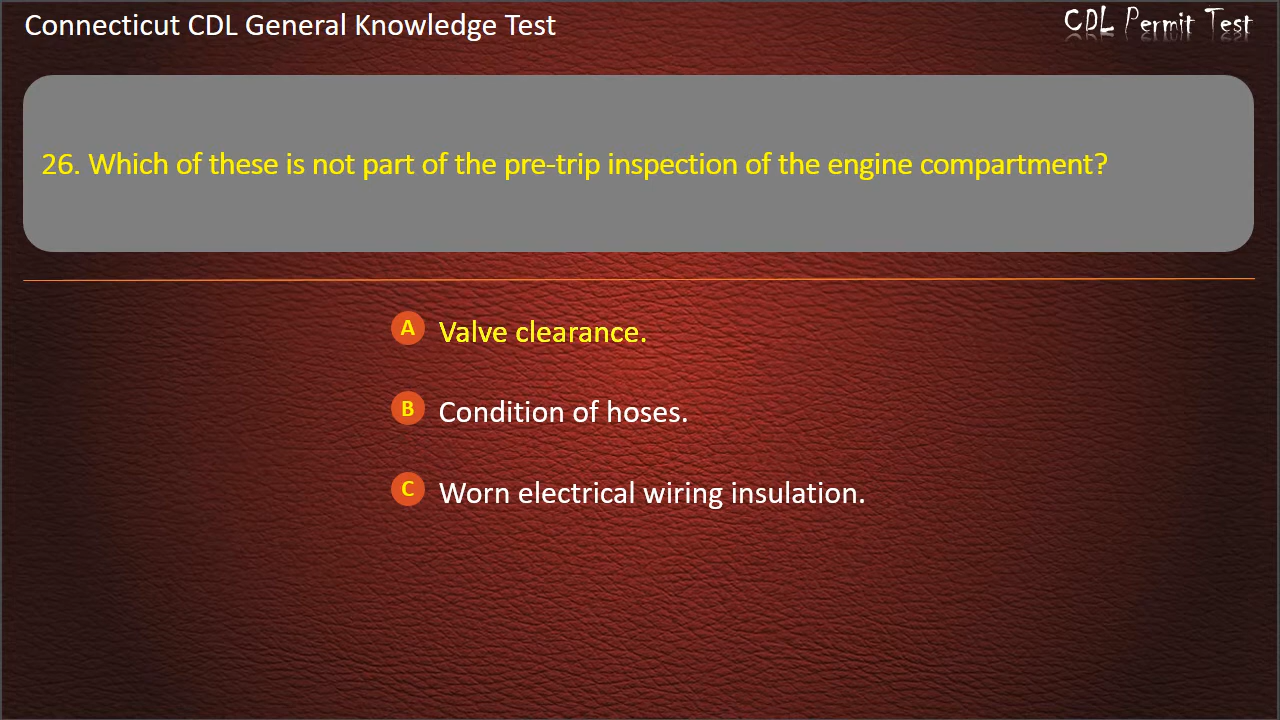 Connecticut CDL General Knowledge Test
CDL Permit Test
26. Which of these is not part of the pre-trip inspection of the engine compartment?
A Valve clearance.
B Condition of hoses.
C Worn electrical wiring insulation.